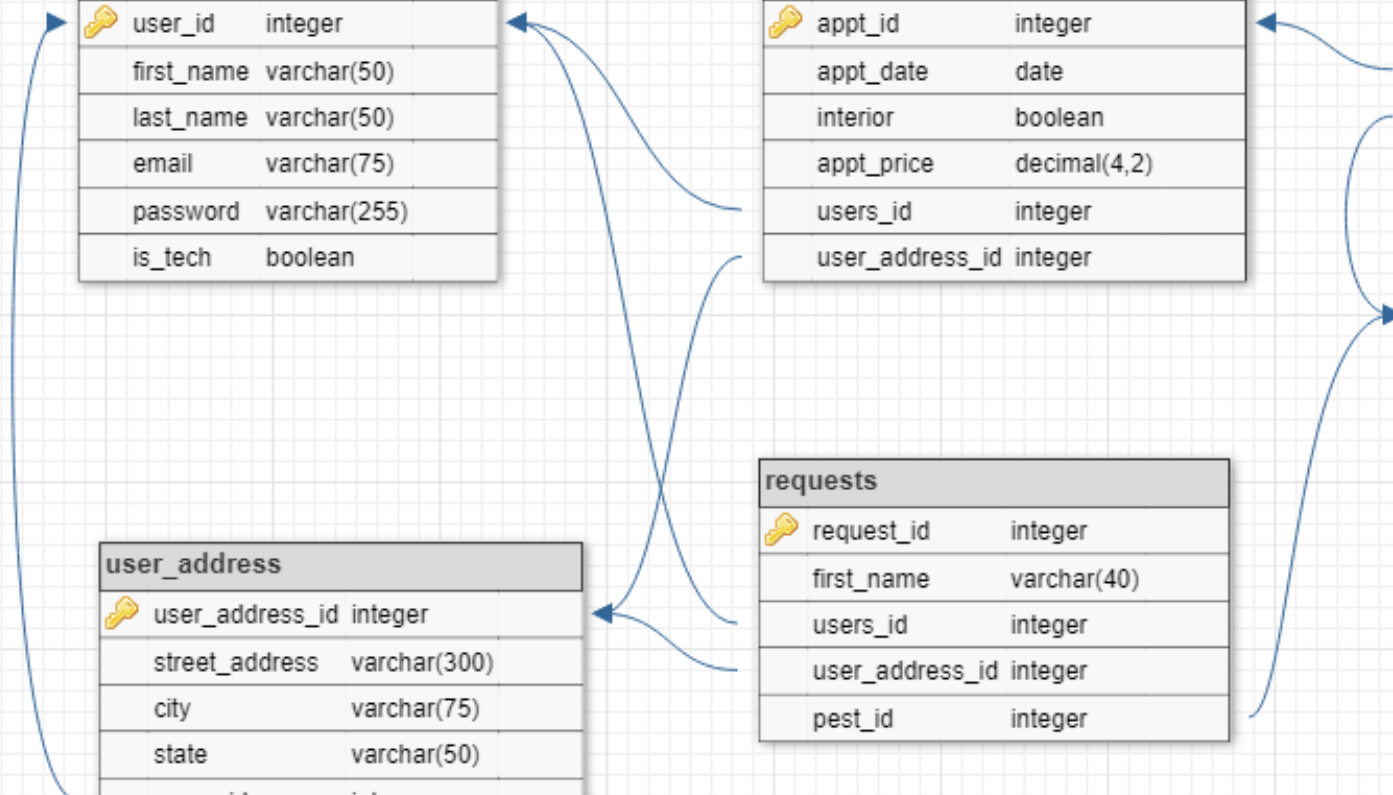 user_id integer
first_name varchar(50)
last_name varchar(50)
email varchar(75)
password varchar(255)
is_tech boolean
appt_id integer
appt_date date
interior boolean
appt_price decimal(4,2)
users_id integer
user_address_id integer
user_address
user_address_id integer
street_address varchar(300)
city varchar(75)
state varchar(50)
requests
request_id integer
first_name varchar(40)
users_id integer
user_address_id integer
pest_id integer